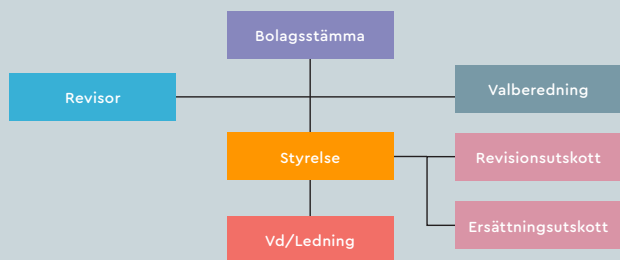 Bolagsstämma
Revisor
Valberedning
Styrelse
Revisionsutskott
Ersättningsutskott
Vd/Ledning